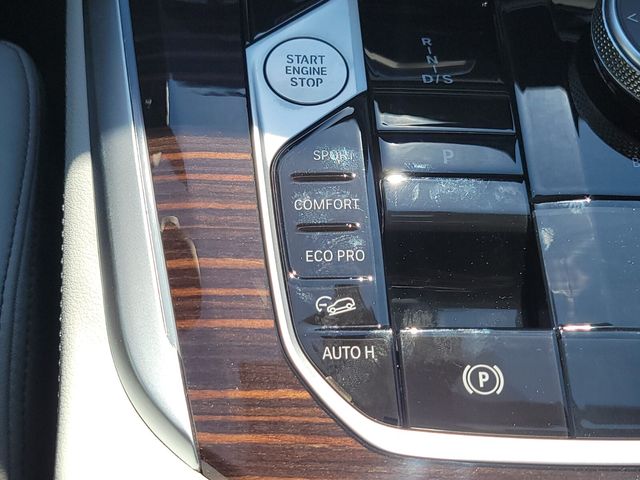 START
ENGINE
STOP
R
N
D/S
P
SPORT
COMFORT
ECO PRO
AUTO H
P